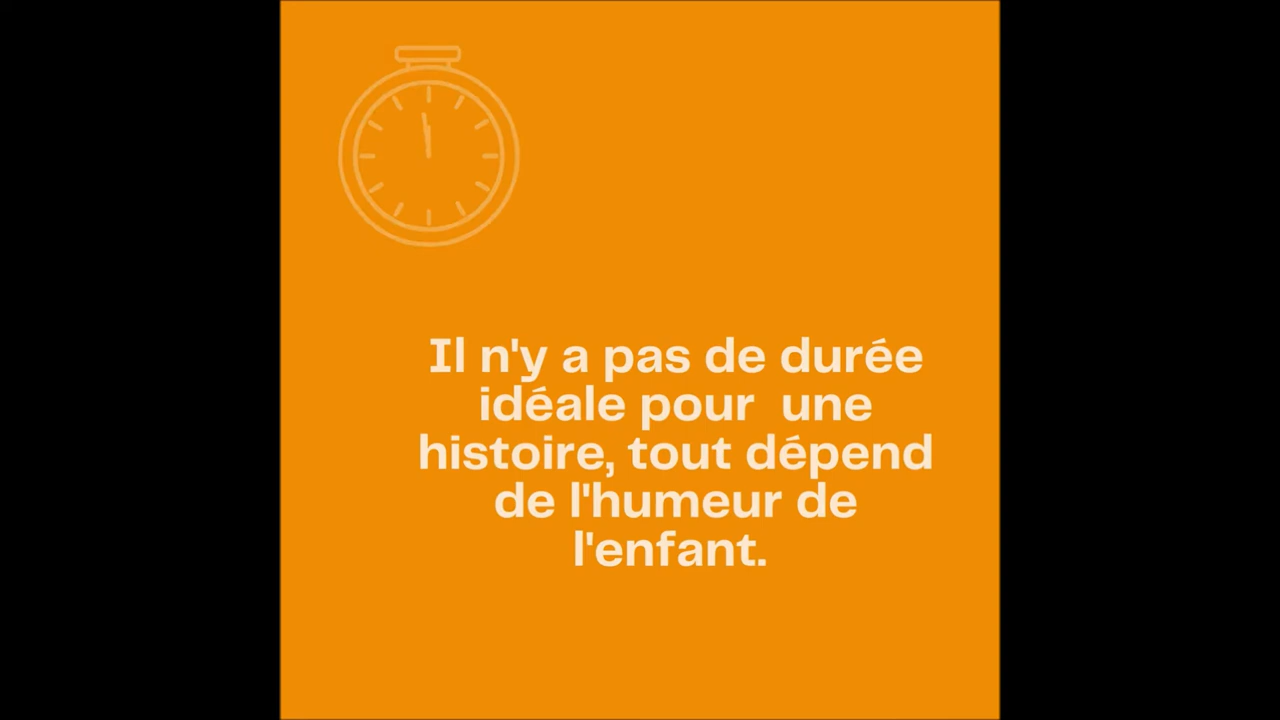 Il n'y a pas de durée
idéale pour  une
histoire, tout dépend
de l'humeur de
l'enfant.